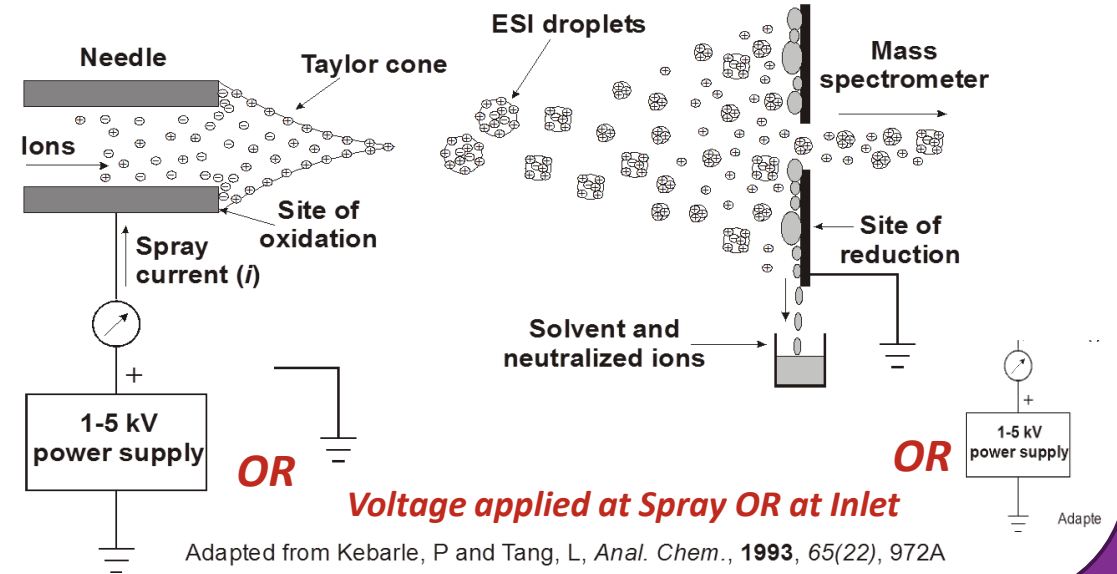 ESI droplets
Needle
Taylor cone
Mass
spectrometer
Ions
Site of
oxidation
Spray
current (i)
Site of
reduction
Solvent and
neutralized ions
+
1-5 kV
power supply
OR
OR
+
1-5 kV
power supply
Voltage applied at Spray OR at Inlet
Adapte
Adapted from Kebarle, P and Tang, L, Anal. Chem., 1993, 65(22), 972A